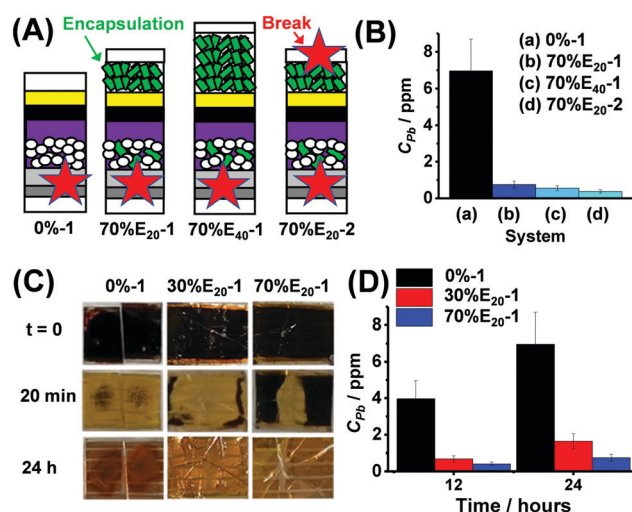 (A)
Encapsulation
Break
0%-1
70%E₂₀-1
70%E₄₀-1
70%E₂₀-2
(B)
C_Pb / ppm
8
6
4
2
0
(a) 0%-1
(b) 70%E₂₀-1
(c) 70%E₄₀-1
(d) 70%E₂₀-2
(a) (b) (c) (d)
System
(C)
0%-1 30%E₂₀-1 70%E₂₀-1
t = 0
20 min
24 h
(D)
0%-1
30%E₂₀-1
70%E₂₀-1
C_Pb / ppm
8
6
4
2
0
12 24
Time / hours